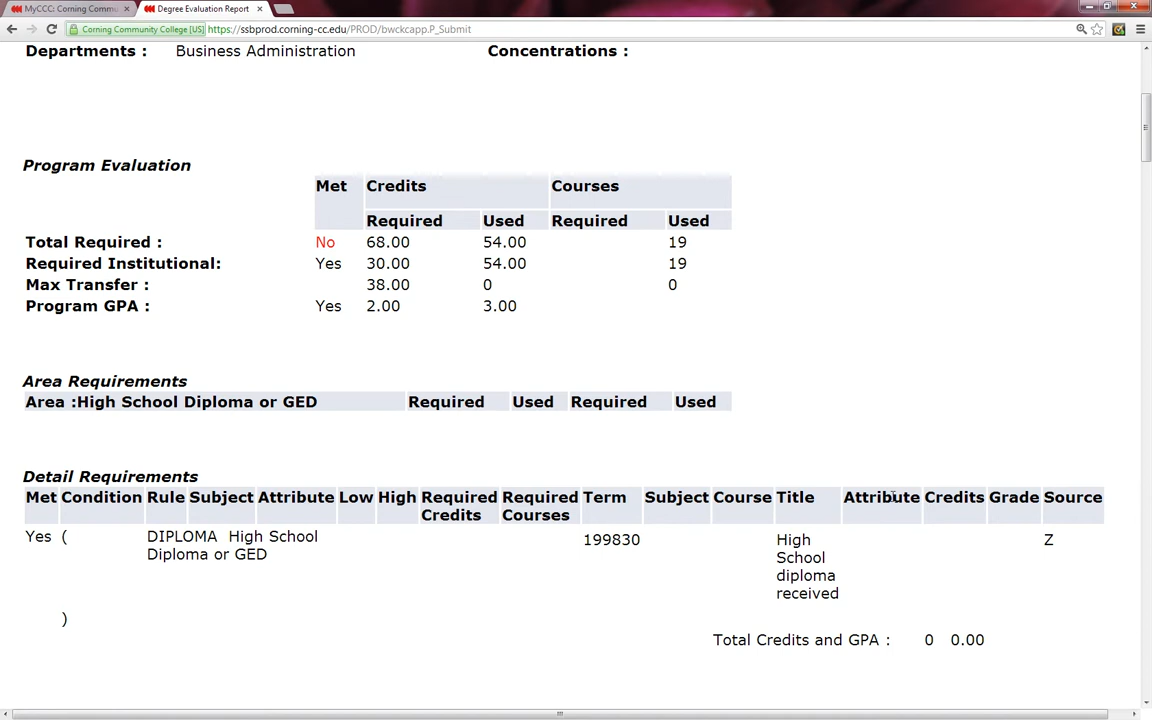 MyCCC: Corning Commu
Degree Evaluation Report
Corning Community College [US] https://ssbprod.corning-cc.edu/PROD/bwckcapp.P_Submit
Departments : Business Administration Concentrations :
Program Evaluation
Met Credits Courses
Required Used Required Used
Total Required : No 68.00 54.00 19
Required Institutional: Yes 30.00 54.00 19
Max Transfer : 38.00 0 0
Program GPA : Yes 2.00 3.00
Area Requirements
Area :High School Diploma or GED Required Used Required Used
Detail Requirements
Met Condition Rule Subject Attribute Low High Required Required Term Subject Course Title Attribute Credits Grade Source
Credits Courses
Yes ( DIPLOMA High School 199830 High Z
Diploma or GED School
diploma
received
)
Total Credits and GPA : 0 0.00